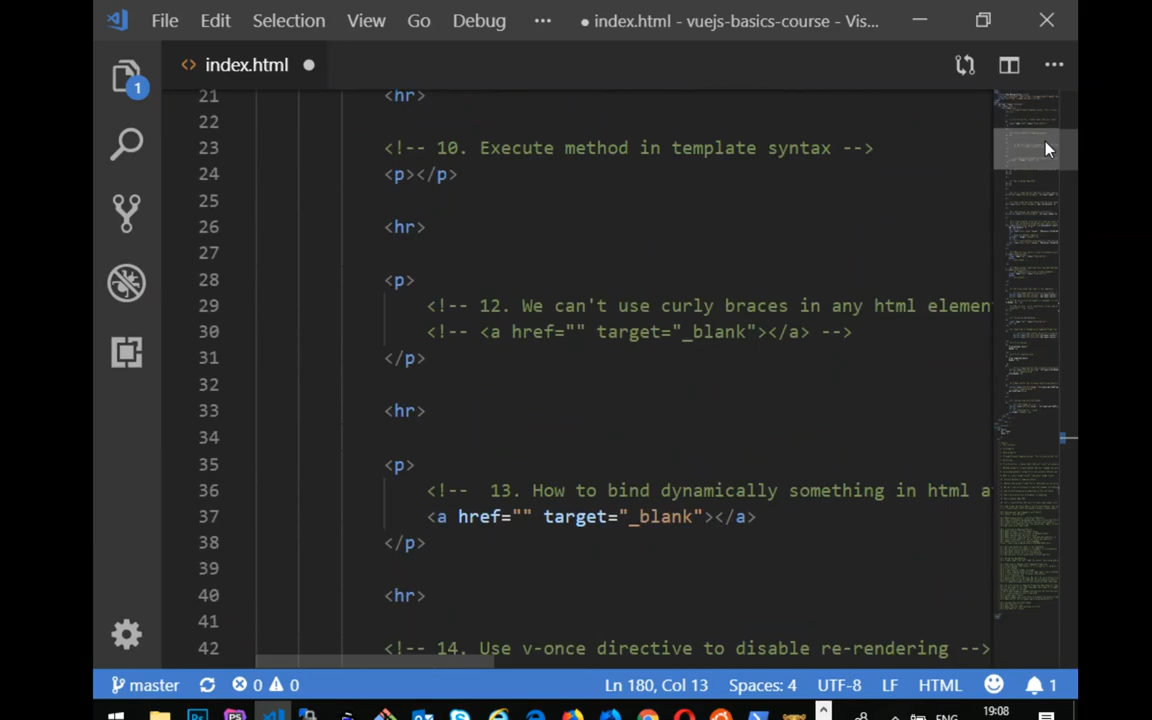 File Edit Selection View Go Debug ··· ● index.html - vuejs-basics-course - Vis...
<> index.html ●
1
21 <hr>
22
23 <!-- 10. Execute method in template syntax -->
24 <p></p>
25
26 <hr>
27
28 <p>
29 <!-- 12. We can't use curly braces in any html elemen
30 <!-- <a href="" target="_blank"></a> -->
31 </p>
32
33 <hr>
34
35 <p>
36 <!-- 13. How to bind dynamically something in html a
37 <a href="" target="_blank"></a>
38 </p>
39
40 <hr>
41
42 <!-- 14. Use v-once directive to disable re-rendering -->
master 0 0 Ln 180, Col 13 Spaces: 4 UTF-8 LF HTML 1
Ps PS ENG 19:08